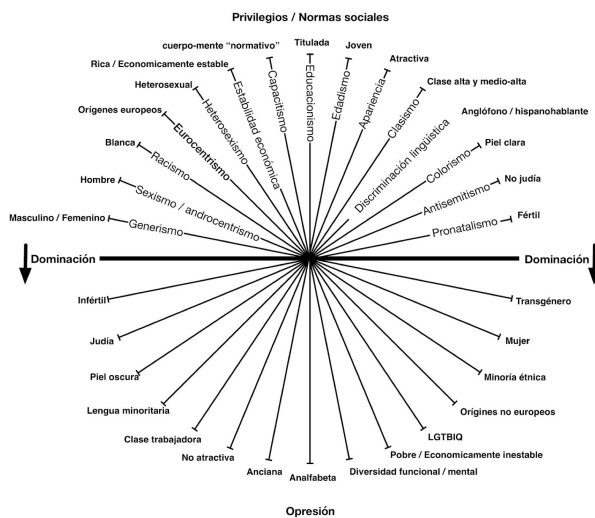 Privilegios / Normas sociales
cuerpo-mente “normativo”
Titulada
Joven
Rica / Economicamente estable
Atractiva
Heterosexual
Clase alta y medio-alta
Orígenes europeos
Anglófono / hispanohablante
Blanca
Piel clara
Hombre
No judía
Masculino / Femenino
Fértil
Generismo
Sexismo / androcentrismo
Racismo
Eurocentrismo
Heterosexismo
Estabilidad económica
Capacitismo
Educacionismo
Edadismo
Apariencia
Clasismo
Discriminación lingüística
Colorismo
Antisemitismo
Pronatalismo
Dominación
Dominación
Infértil
Transgénero
Judía
Mujer
Piel oscura
Minoría étnica
Lengua minoritaria
Orígines no europeos
Clase trabajadora
LGTBIQ
No atractiva
Pobre / Economicamente inestable
Anciana
Analfabeta
Diversidad funcional / mental
Opresión